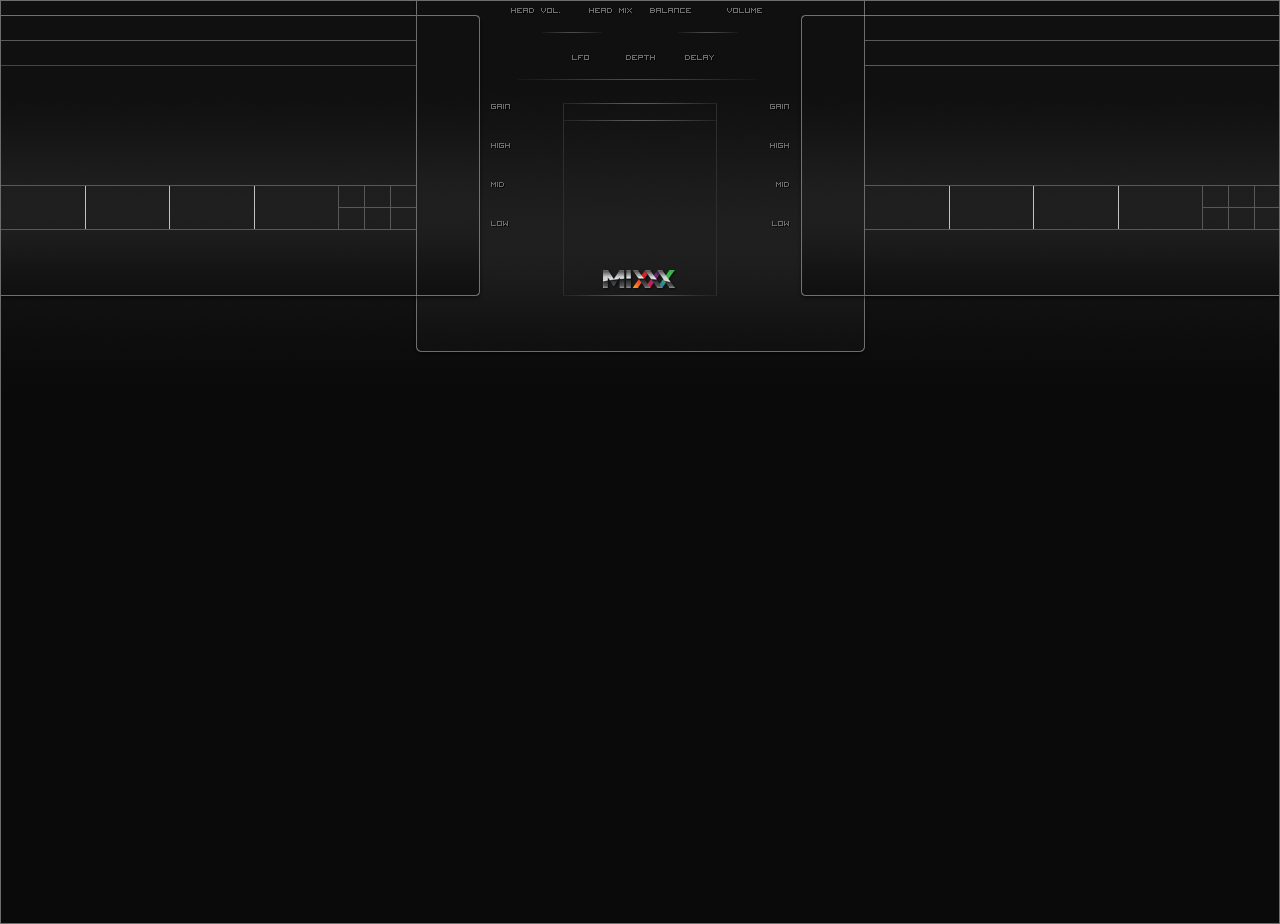 HEAD VOL. HEAD MIX BALANCE VOLUME
LFO DEPTH DELAY
GAIN GAIN
HIGH HIGH
MID MID
LOW LOW
MIXXX